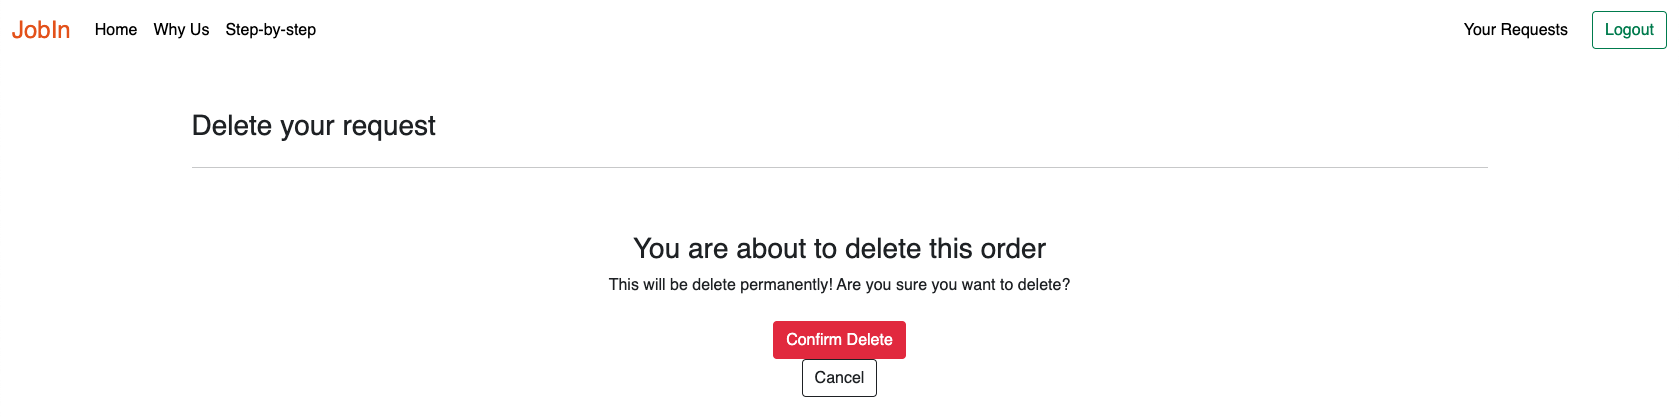 JobIn Home Why Us Step-by-step Your Requests Logout
Delete your request
You are about to delete this order
This will be delete permanently! Are you sure you want to delete?
Confirm Delete
Cancel